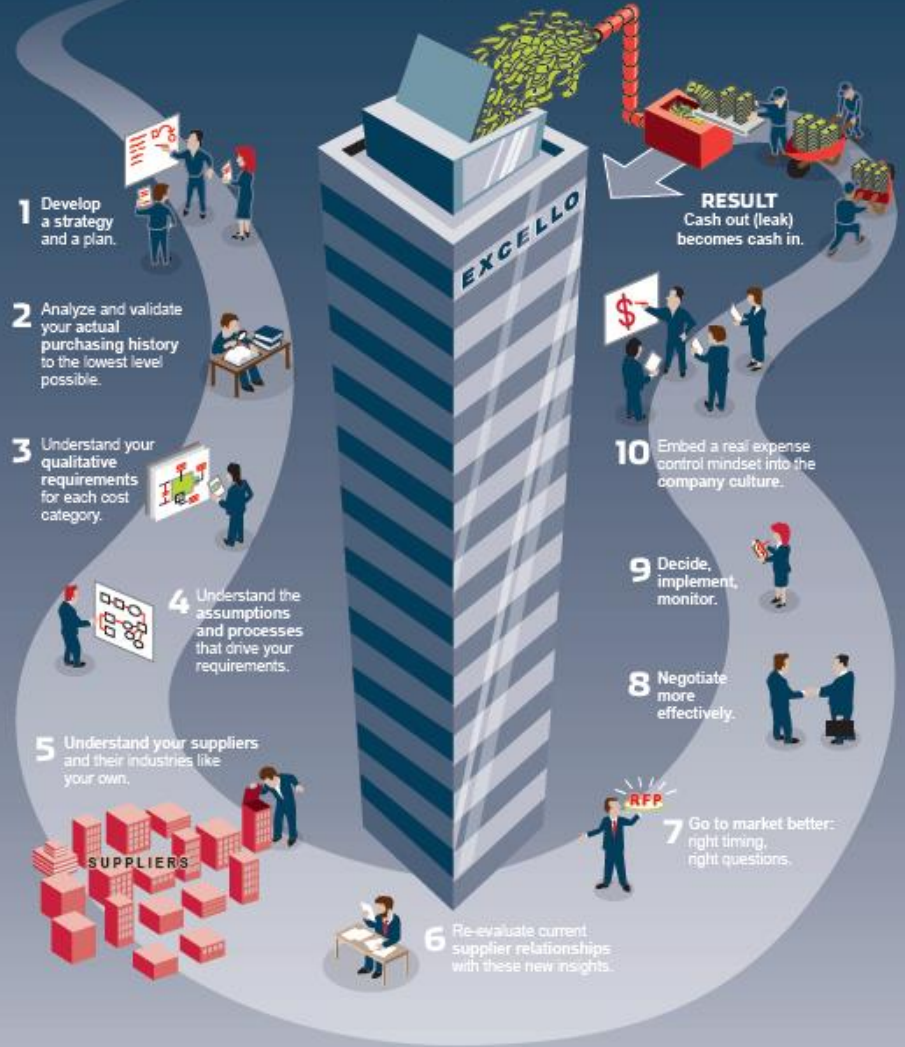 1 Develop
a strategy
and a plan.
2 Analyze and validate
your actual
purchasing history
to the lowest level
possible.
3 Understand your
qualitative
requirements
for each cost
category.
4 Understand the
assumptions
and processes
that drive your
requirements.
5 Understand your suppliers
and their industries like
your own.
SUPPLIERS
6 Re-evaluate current
supplier relationships
with these new insights.
RFP
7 Go to market better:
right timing,
right questions.
8 Negotiate
more
effectively.
9 Decide,
implement,
monitor.
10 Embed a real expense
control mindset into the
company culture.
$
RESULT
Cash out (leak)
becomes cash in.
EXCELLO